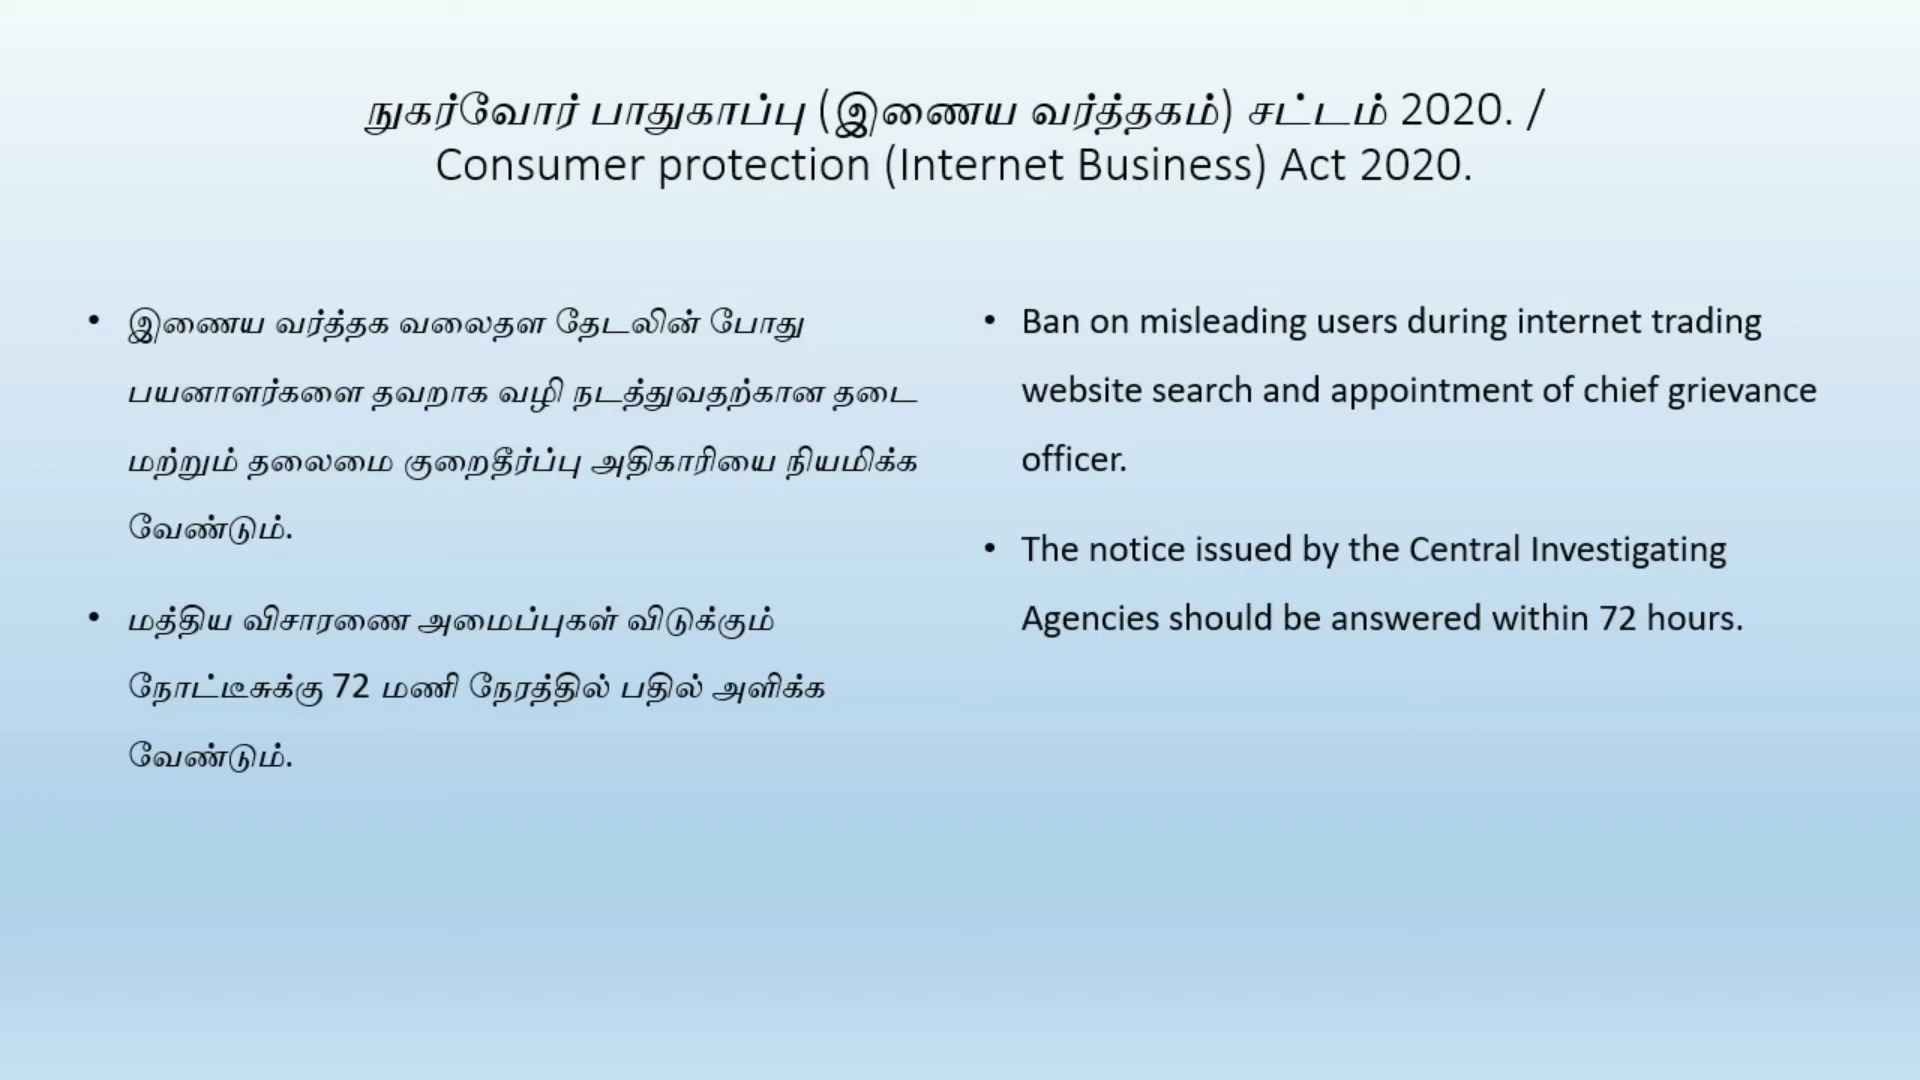 நுகர்வோர் பாதுகாப்பு (இணைய வர்த்தகம்) சட்டம் 2020. /
Consumer protection (Internet Business) Act 2020.
• இணைய வர்த்தக வலைதள தேடலின் போது
பயனாளர்களை தவறாக வழி நடத்துவதற்கான தடை
மற்றும் தலைமை குறைதீர்ப்பு அதிகாரியை நியமிக்க
வேண்டும்.
• மத்திய விசாரணை அமைப்புகள் விடுக்கும்
நோட்டீசுக்கு 72 மணி நேரத்தில் பதில் அளிக்க
வேண்டும்.
• Ban on misleading users during internet trading
website search and appointment of chief grievance
officer.
• The notice issued by the Central Investigating
Agencies should be answered within 72 hours.